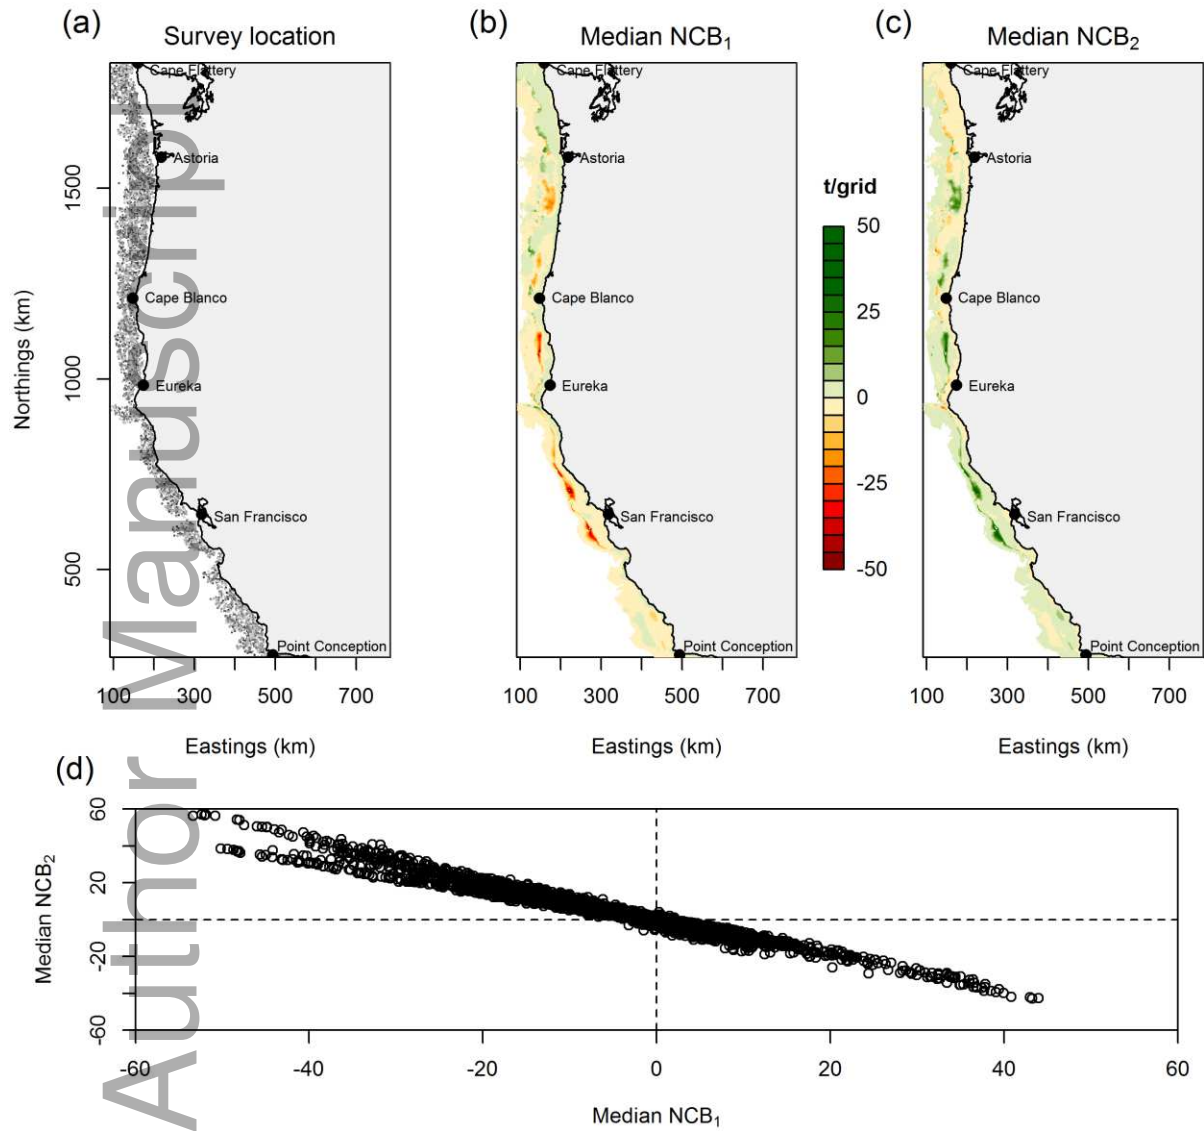 (a)
Survey location
(b)
Median NCB₁
(c)
Median NCB₂
Cape Flattery
Astoria
Cape Blanco
Eureka
San Francisco
Point Conception
Northings (km)
1500
1000
500
100 300 500 700
Eastings (km)
Cape Flattery
Astoria
Cape Blanco
Eureka
San Francisco
Point Conception
100 300 500 700
Eastings (km)
t/grid
50
25
0
-25
-50
Cape Flattery
Astoria
Cape Blanco
Eureka
San Francisco
Point Conception
100 300 500 700
Eastings (km)
(d)
Median NCB₂
60
20
-20
-60
-60 -40 -20 0 20 40 60
Median NCB₁
Author Manuscript